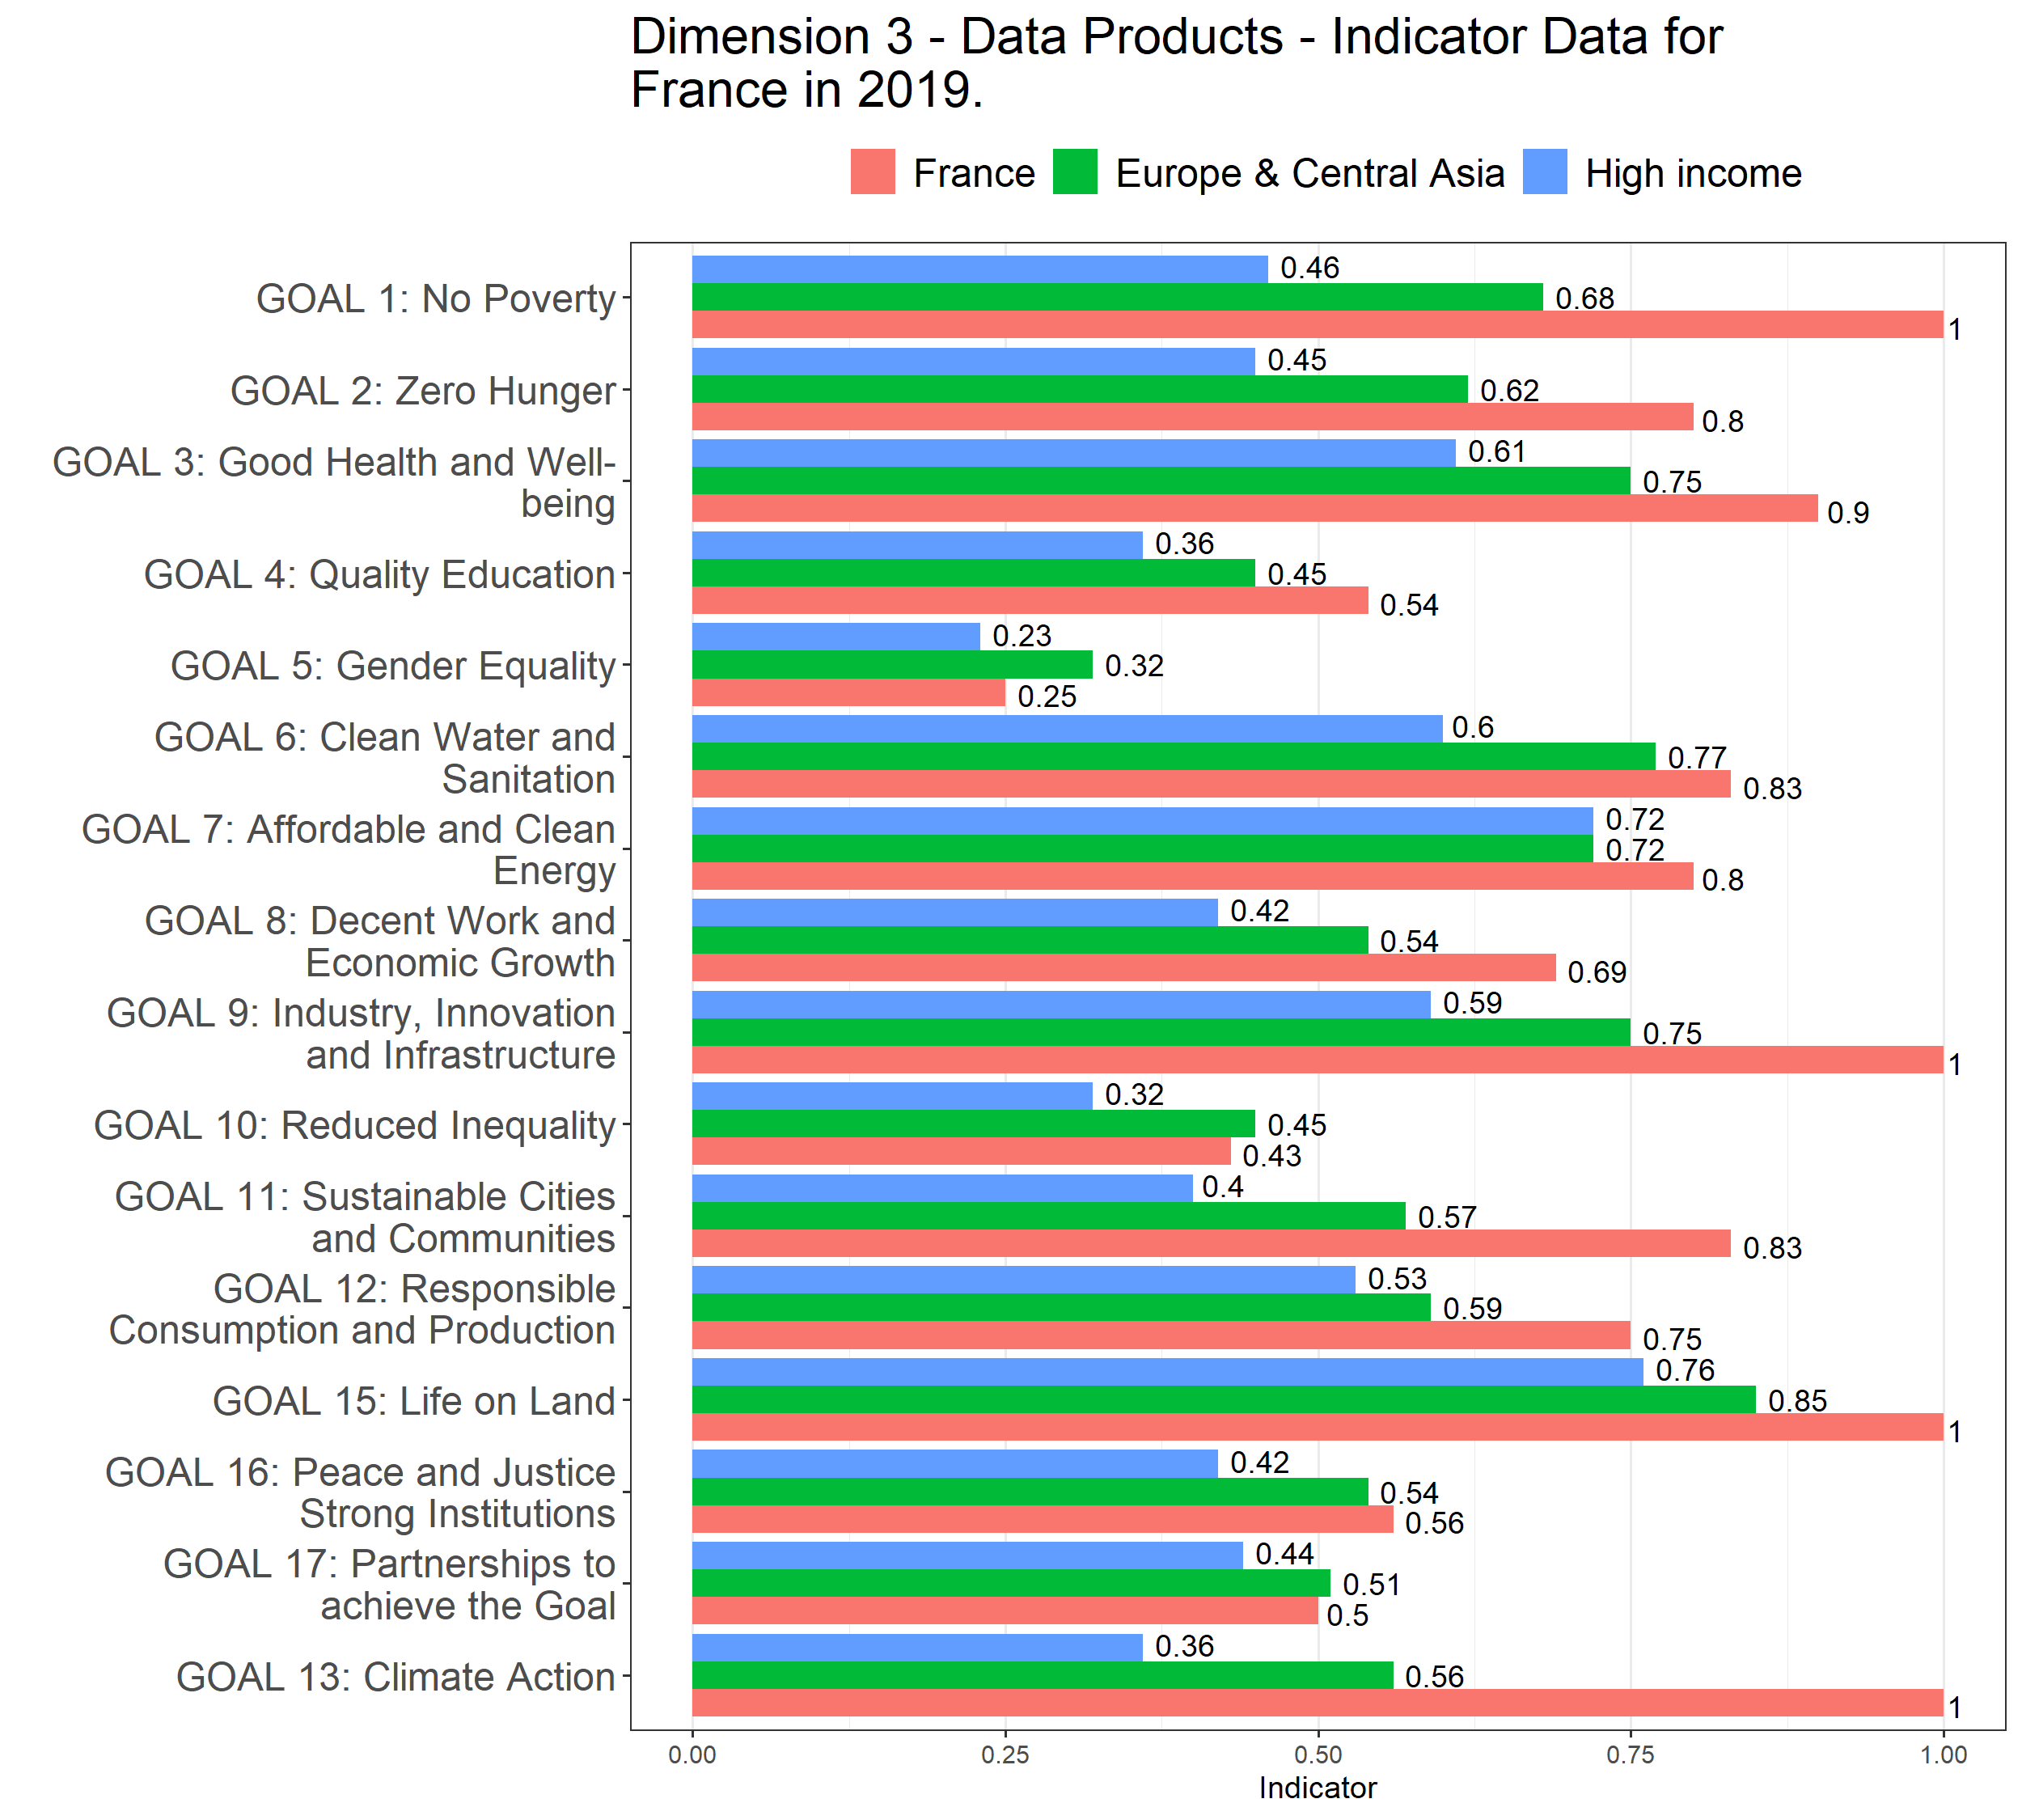 Dimension 3 - Data Products - Indicator Data for
France in 2019.
France
Europe & Central Asia
High income
GOAL 1: No Poverty
0.46
0.68
1
GOAL 2: Zero Hunger
0.45
0.62
0.8
GOAL 3: Good Health and Well-
being
0.61
0.75
0.9
GOAL 4: Quality Education
0.36
0.45
0.54
GOAL 5: Gender Equality
0.23
0.32
0.25
GOAL 6: Clean Water and
Sanitation
0.6
0.77
0.83
GOAL 7: Affordable and Clean
Energy
0.72
0.72
0.8
GOAL 8: Decent Work and
Economic Growth
0.42
0.54
0.69
GOAL 9: Industry, Innovation
and Infrastructure
0.59
0.75
1
GOAL 10: Reduced Inequality
0.32
0.45
0.43
GOAL 11: Sustainable Cities
and Communities
0.4
0.57
0.83
GOAL 12: Responsible
Consumption and Production
0.53
0.59
0.75
GOAL 15: Life on Land
0.76
0.85
1
GOAL 16: Peace and Justice
Strong Institutions
0.42
0.54
0.56
GOAL 17: Partnerships to
achieve the Goal
0.44
0.51
0.5
GOAL 13: Climate Action
0.36
0.56
1
0.00 0.25 0.50 0.75 1.00
Indicator